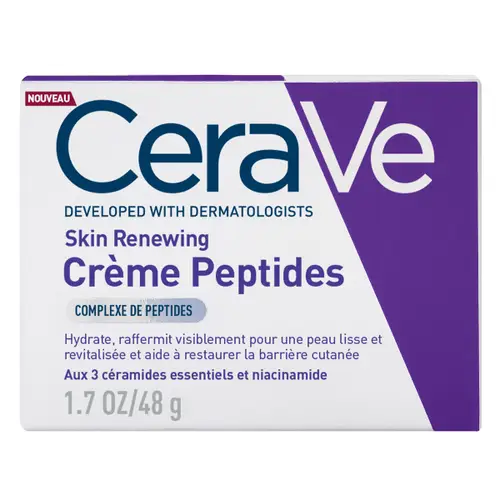 NOUVEAU
CeraVe
DEVELOPED WITH DERMATOLOGISTS
Skin Renewing
Crème Peptides
COMPLEXE DE PEPTIDES
Hydrate, raffermit visiblement pour une peau lisse et
revitalisée et aide à restaurer la barrière cutanée
Aux 3 céramides essentiels et niacinamide
1.7 OZ/48 g